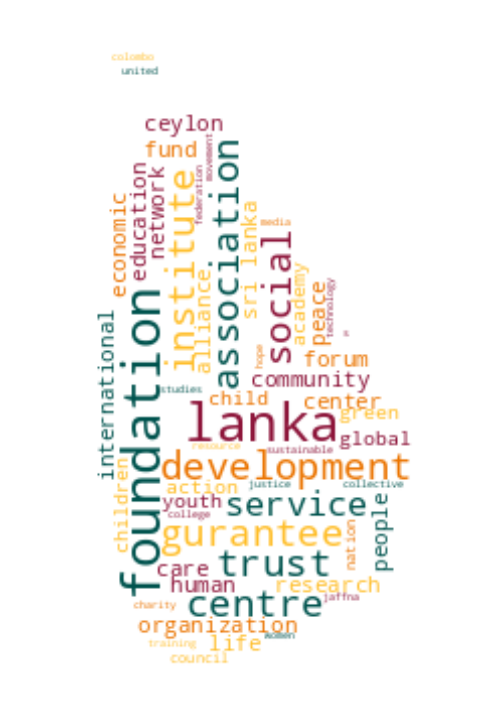 colombo
united
ceylon
fund
movement
association
education
network
institute
federation
economic
sri lanka
media
social
academy
alliance
peace
technology
international
foundation
hope
forum
community
studies
child
center
lanka
green
global
resource
sustainable
development
children
action
justice
collective
youth
service
college
people
gurantee
nation
trust
care
human
research
centre
jaffna
charity
organization
women
training
life
council